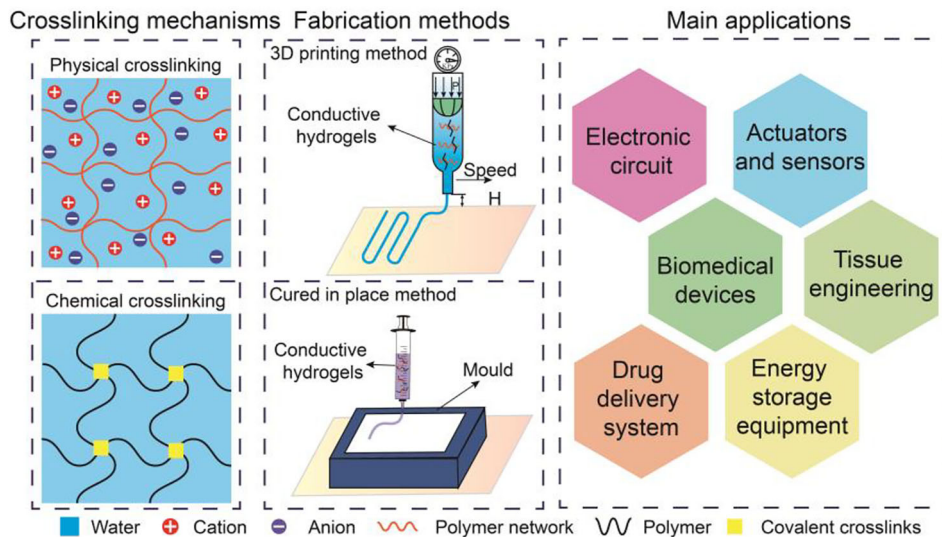 Crosslinking mechanisms
Fabrication methods
Main applications
Physical crosslinking
3D printing method
P
Conductive
hydrogels
Speed
H
Chemical crosslinking
Cured in place method
Conductive
hydrogels
Mould
Electronic
circuit
Actuators
and sensors
Biomedical
devices
Tissue
engineering
Drug
delivery
system
Energy
storage
equipment
Water
Cation
Anion
Polymer network
Polymer
Covalent crosslinks